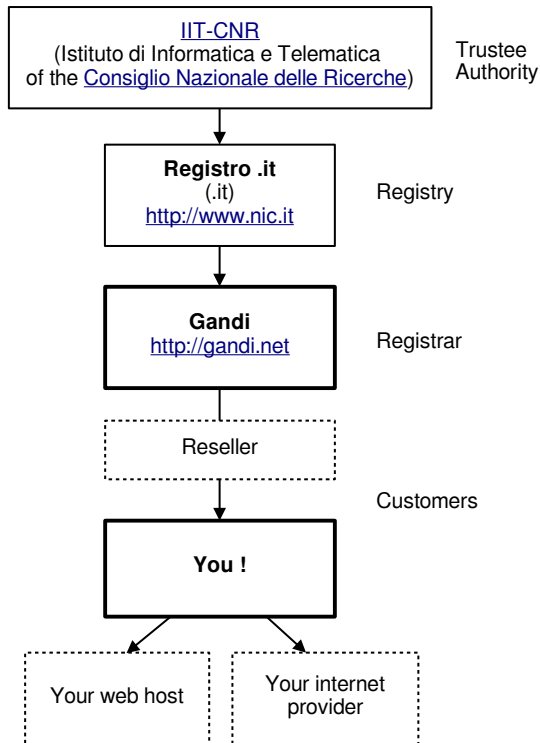 IIT-CNR
(Istituto di Informatica e Telematica
of the Consiglio Nazionale delle Ricerche)
Trustee
Authority
Registro .it
(.it)
http://www.nic.it
Registry
Gandi
http://gandi.net
Registrar
Reseller
Customers
You !
Your web host
Your internet
provider